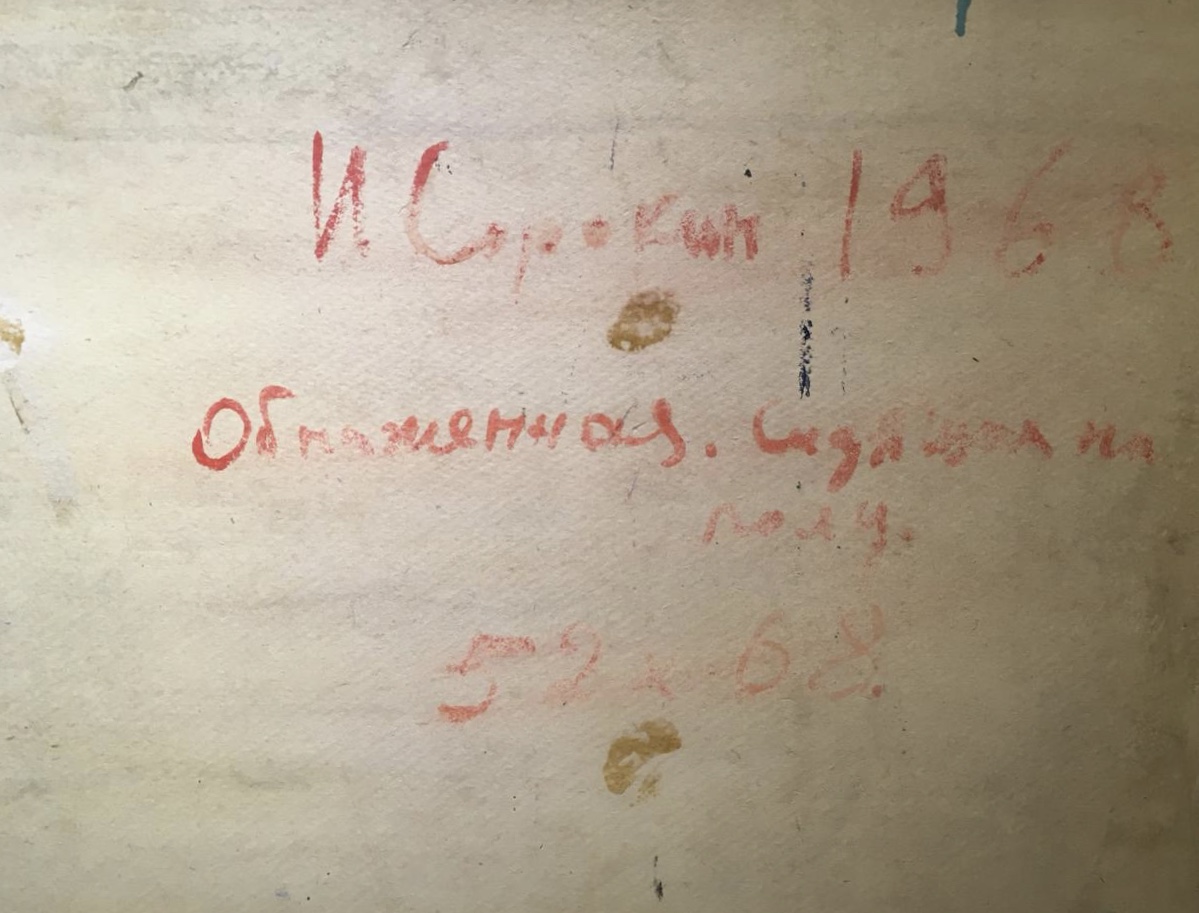 И Сорокин 1968
Обнаженная. Сидящая на
полу.
52 x 68.